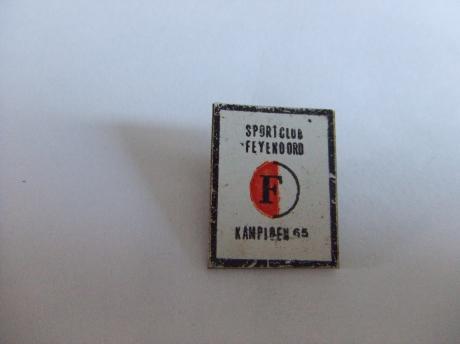 SPORTCLUB
FEYENOORD
F
KAMPIOEN 65